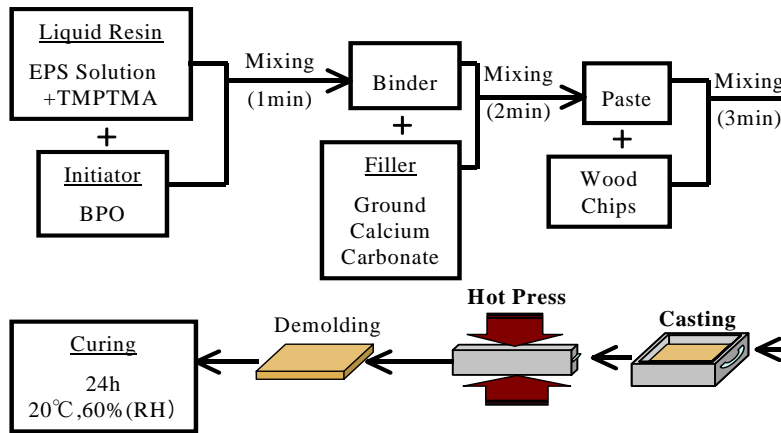 Liquid Resin
EPS Solution
+TMPTMA
+
Initiator
BPO
Mixing
(1min)
Binder
+
Filler
Ground
Calcium
Carbonate
Mixing
(2min)
Paste
+
Wood
Chips
Mixing
(3min)
Casting
Hot Press
Demolding
Curing
24h
20℃,60%(RH)